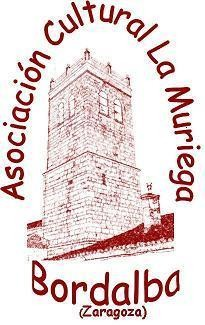 Asociación Cultural La Muriega
Bordalba
(Zaragoza)